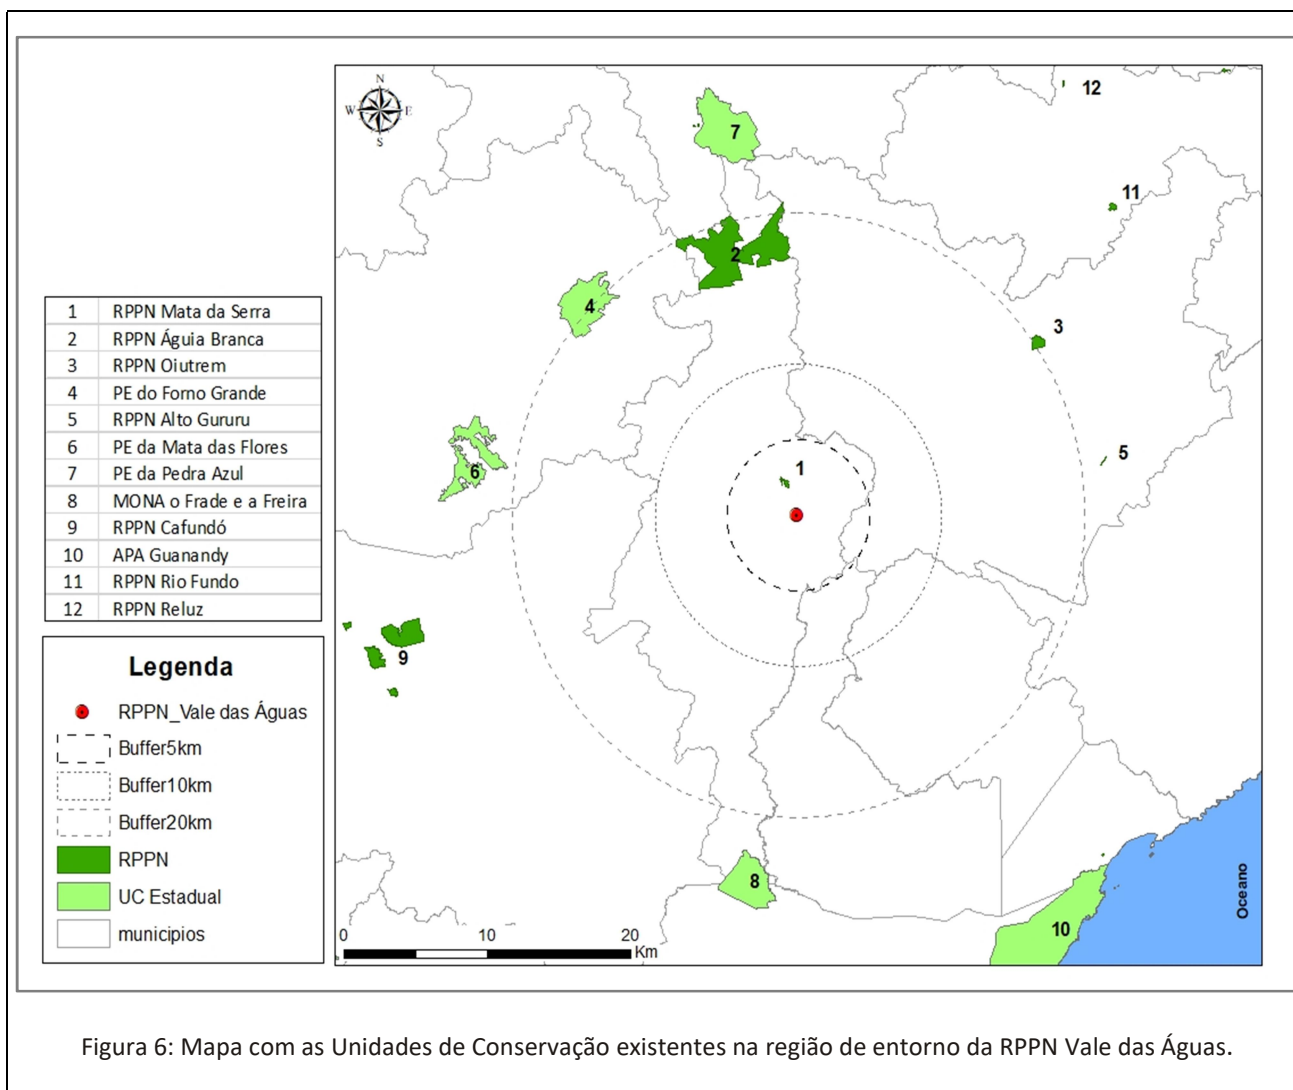 N
W E
S
12
7
11
2
4
3
1 RPPN Mata da Serra
2 RPPN Águia Branca
3 RPPN Oiutrem
4 PE do Forno Grande
5 RPPN Alto Gururu
6 PE da Mata das Flores
7 PE da Pedra Azul
8 MONA o Frade e a Freira
9 RPPN Cafundó
10 APA Guanandy
11 RPPN Rio Fundo
12 RPPN Reluz
5
1
6
9
Legenda
RPPN_Vale das Águas
Buffer5km
Buffer10km
Buffer20km
RPPN
UC Estadual
municipios
8
Oceano
10
0 10 20
Km
Figura 6: Mapa com as Unidades de Conservação existentes na região de entorno da RPPN Vale das Águas.